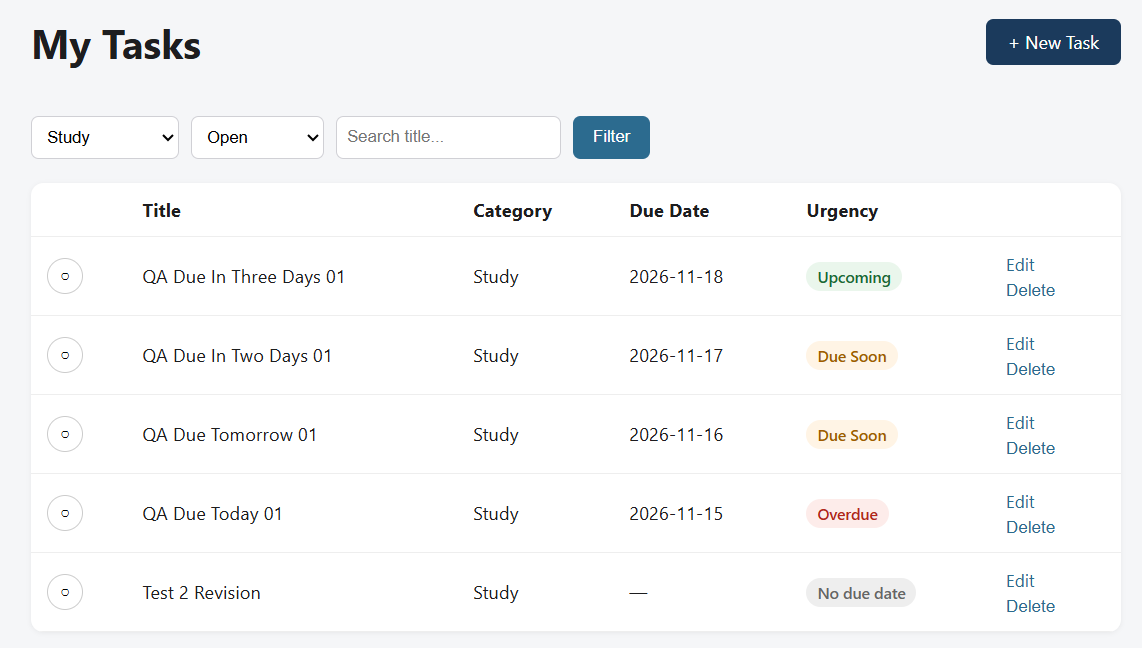 My Tasks
+ New Task
Study
Open
Search title...
Filter
Title Category Due Date Urgency
QA Due In Three Days 01 Study 2026-11-18 Upcoming Edit
Delete
QA Due In Two Days 01 Study 2026-11-17 Due Soon Edit
Delete
QA Due Tomorrow 01 Study 2026-11-16 Due Soon Edit
Delete
QA Due Today 01 Study 2026-11-15 Overdue Edit
Delete
Test 2 Revision Study — No due date Edit
Delete